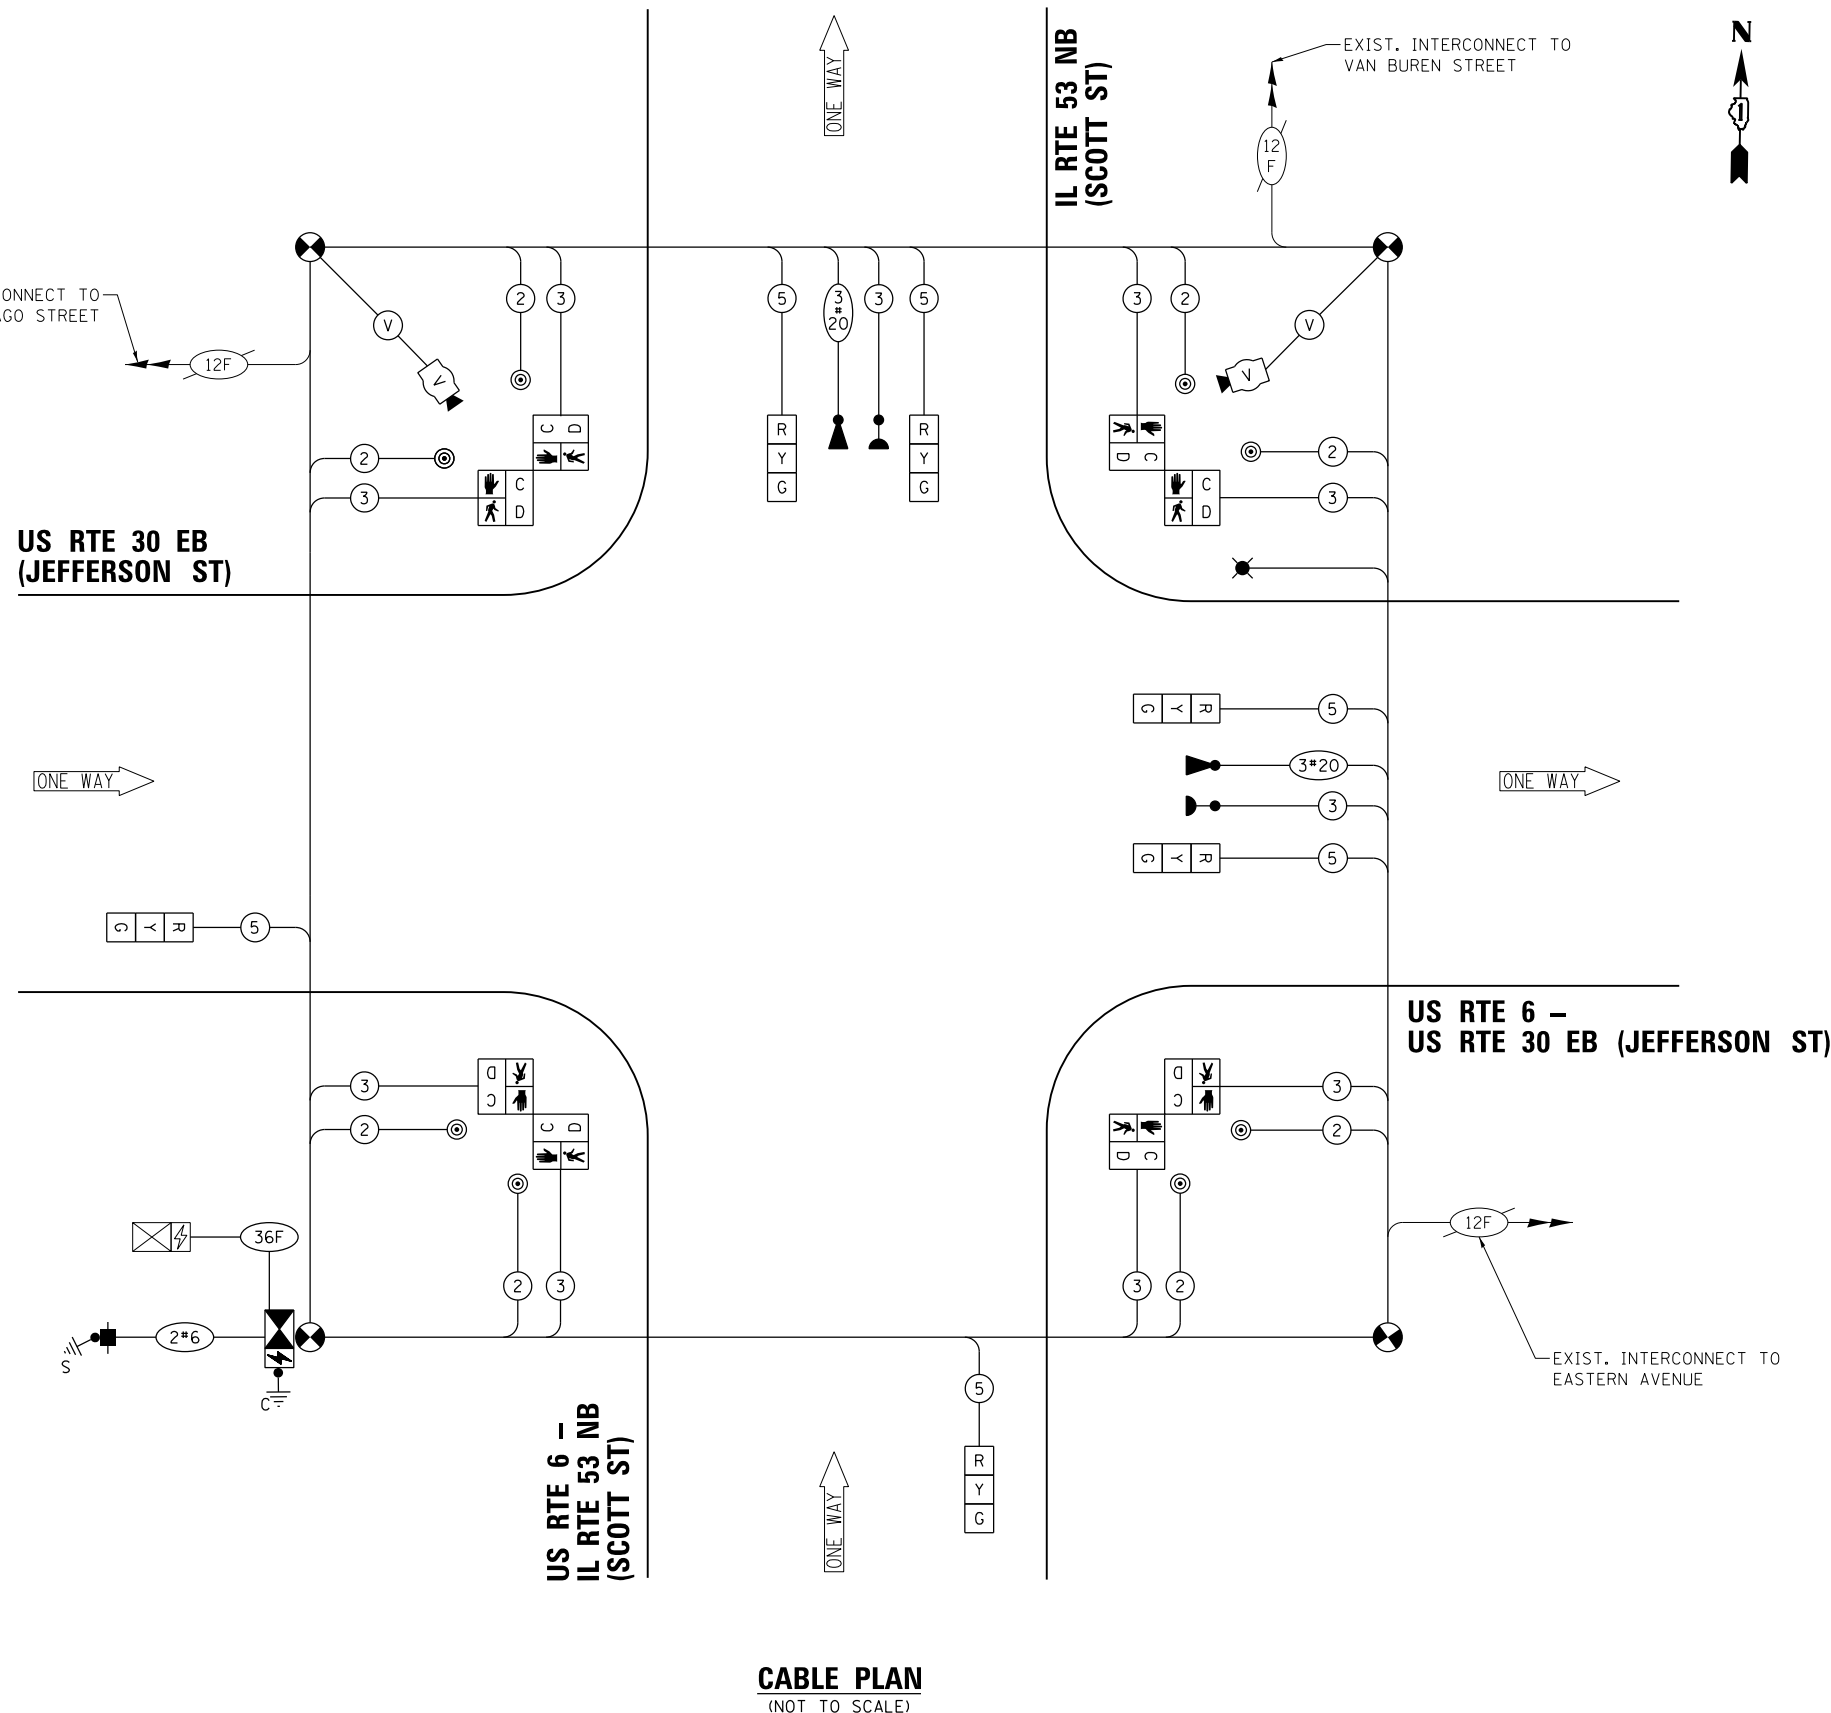 ONE WAY
IL RTE 53 NB
(SCOTT ST)
EXIST. INTERCONNECT TO
VAN BUREN STREET
N
1
12
F
TO
STREET
12F
V
2
3
5
3
#
20
3
5
3
2
V
V
V
C D
R
Y
G
R
Y
G
D C
2
3
C
D
2
3
C
D
US RTE 30 EB
(JEFFERSON ST)
G Y R
5
G Y R
5
3#20
3
G Y R
5
ONE WAY
ONE WAY
G Y R
5
US RTE 6 –
US RTE 30 EB (JEFFERSON ST)
3
D
C
2
C D
D
C
3
2
D C
36F
2#6
S
C
2
3
3
2
12F
5
R
Y
G
EXIST. INTERCONNECT TO
EASTERN AVENUE
US RTE 6 –
IL RTE 53 NB
(SCOTT ST)
ONE WAY
CABLE PLAN
(NOT TO SCALE)